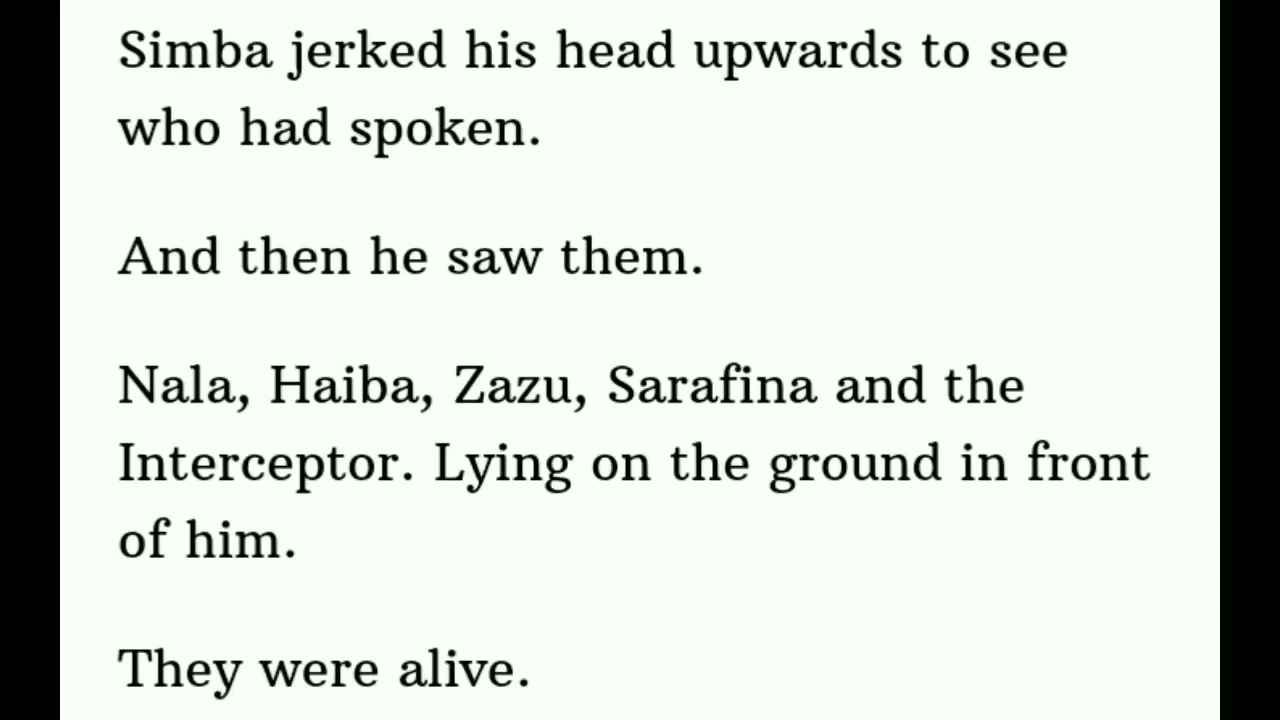 Simba jerked his head upwards to see
who had spoken.
And then he saw them.
Nala, Haiba, Zazu, Sarafina and the
Interceptor. Lying on the ground in front
of him.
They were alive.